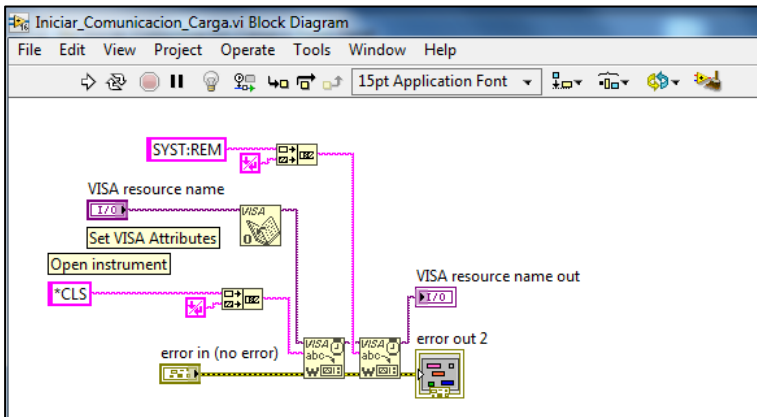 Iniciar_Comunicacion_Carga.vi Block Diagram
File Edit View Project Operate Tools Window Help
15pt Application Font
SYST:REM
VISA resource name
I/O
VISA
Set VISA Attributes
Open instrument
VISA resource name out
*CLS
I/O
VISA VISA
abc abc
error in (no error)
W W
error out 2